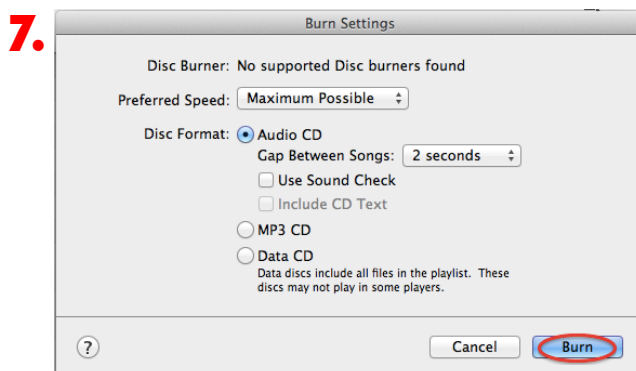 7.
Burn Settings
Disc Burner: No supported Disc burners found
Preferred Speed: Maximum Possible
Disc Format: Audio CD
Gap Between Songs: 2 seconds
Use Sound Check
Include CD Text
MP3 CD
Data CD
Data discs include all files in the playlist. These
discs may not play in some players.
? Cancel Burn